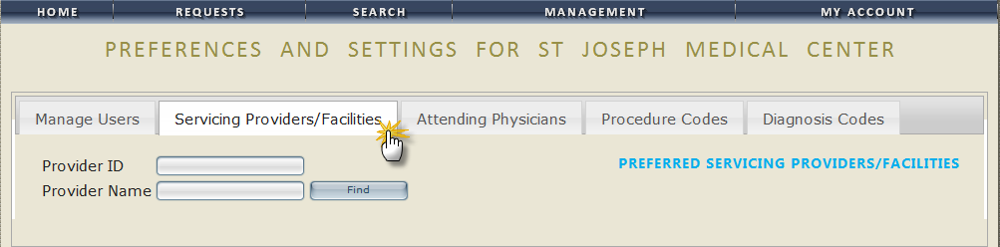 HOME REQUESTS SEARCH MANAGEMENT MY ACCOUNT
PREFERENCES AND SETTINGS FOR ST JOSEPH MEDICAL CENTER
Manage Users Servicing Providers/Facilities Attending Physicians Procedure Codes Diagnosis Codes
Provider ID PREFERRED SERVICING PROVIDERS/FACILITIES
Provider Name Find